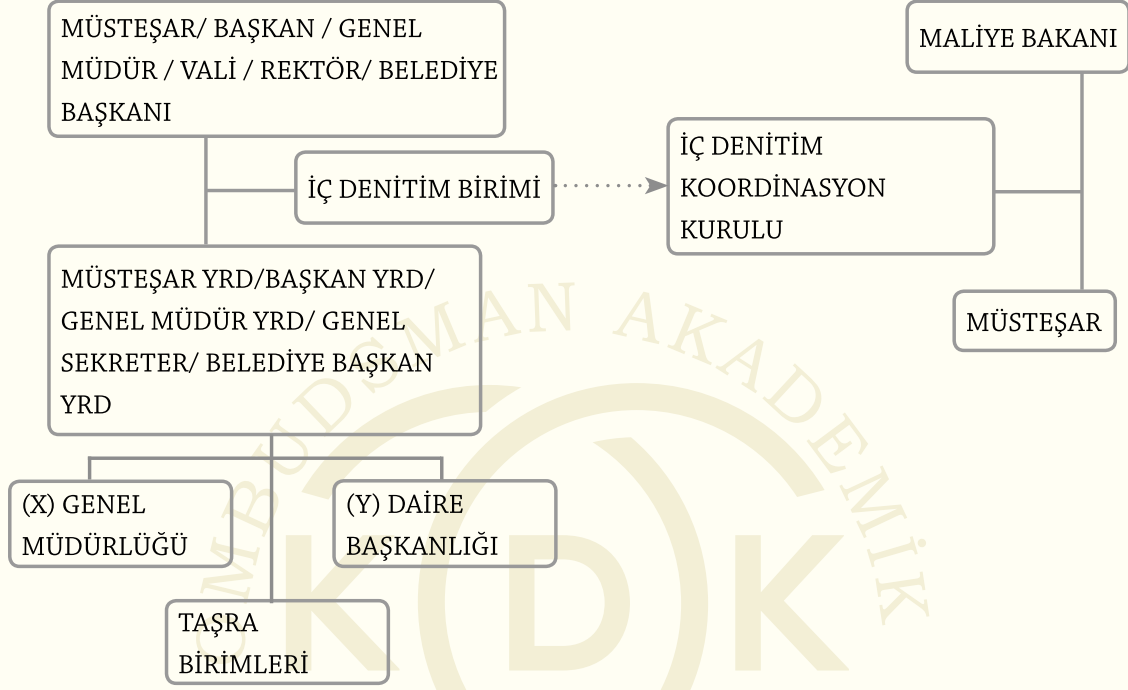 MÜSTEŞAR/ BAŞKAN / GENEL
MÜDÜR / VALİ / REKTÖR/ BELEDİYE
BAŞKANI
MALİYE BAKANI
İÇ DENİTİM BİRİMİ
İÇ DENİTİM
KOORDİNASYON
KURULU
MÜSTEŞAR YRD/BAŞKAN YRD/
GENEL MÜDÜR YRD/ GENEL
SEKRETER/ BELEDİYE BAŞKAN
YRD
MÜSTEŞAR
(X) GENEL
MÜDÜRLÜĞÜ
(Y) DAİRE
BAŞKANLIĞI
TAŞRA
BİRİMLERİ
OMBUDSMAN AKADEMİK
KDK